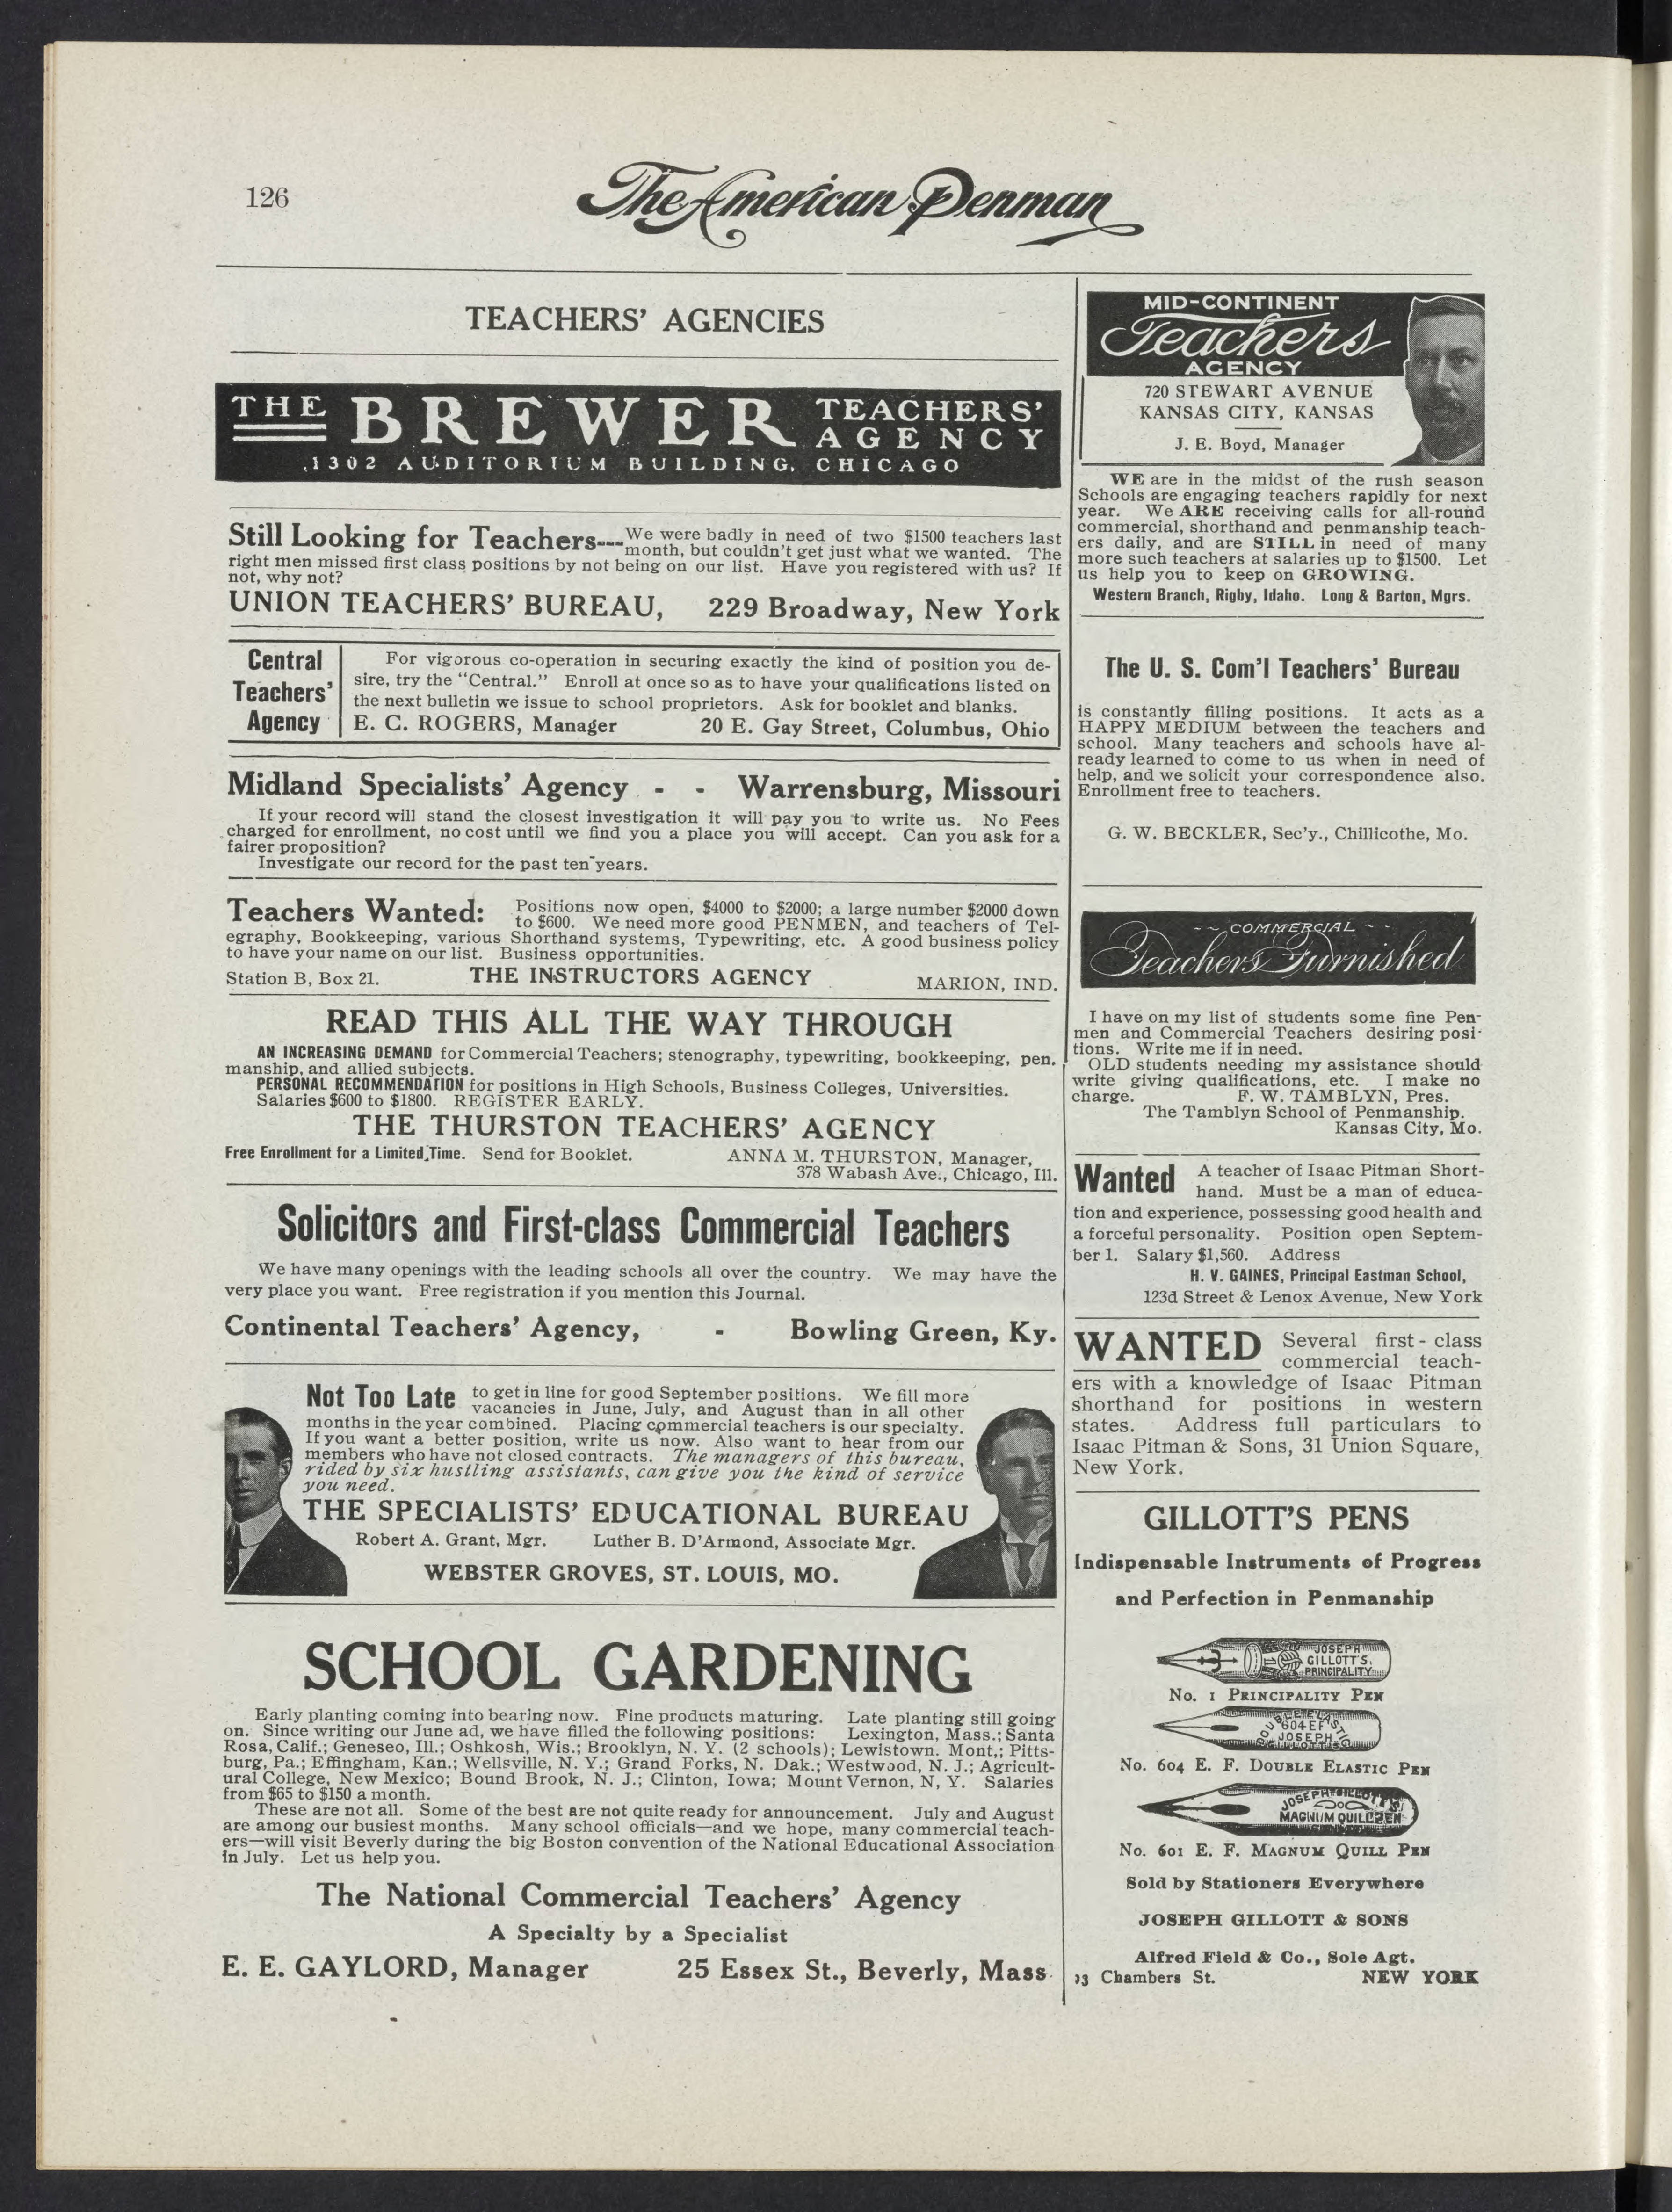 126
The American Penman
TEACHERS' AGENCIES
THE BREWER TEACHERS' AGENCY
1302 AUDITORIUM BUILDING, CHICAGO
Still Looking for Teachers---We were badly in need of two $1500 teachers last
month, but couldn't get just what we wanted. The
right men missed first class positions by not being on our list. Have you registered with us? If
not, why not?
UNION TEACHERS' BUREAU, 229 Broadway, New York
Central
Teachers'
Agency
For vigorous co-operation in securing exactly the kind of position you de-
sire, try the "Central." Enroll at once so as to have your qualifications listed on
the next bulletin we issue to school proprietors. Ask for booklet and blanks.
E. C. ROGERS, Manager 20 E. Gay Street, Columbus, Ohio
Midland Specialists' Agency - - Warrensburg, Missouri
If your record will stand the closest investigation it will pay you to write us. No Fees
charged for enrollment, no cost until we find you a place you will accept. Can you ask for a
fairer proposition?
Investigate our record for the past ten years.
Teachers Wanted: Positions now open, $4000 to $2000; a large number $2000 down
to $600. We need more good PENMEN, and teachers of Tel-
egraphy, Bookkeeping, various Shorthand systems, Typewriting, etc. A good business policy
to have your name on our list. Business opportunities.
Station B, Box 21. THE INSTRUCTORS AGENCY MARION, IND.
READ THIS ALL THE WAY THROUGH
AN INCREASING DEMAND for Commercial Teachers; stenography, typewriting, bookkeeping, pen.
manship, and allied subjects.
PERSONAL RECOMMENDATION for positions in High Schools, Business Colleges, Universities.
Salaries $600 to $1800. REGISTER EARLY.
THE THURSTON TEACHERS' AGENCY
Free Enrollment for a Limited Time. Send for Booklet. ANNA M. THURSTON, Manager,
378 Wabash Ave., Chicago, Ill.
Solicitors and First-class Commercial Teachers
We have many openings with the leading schools all over the country. We may have the
very place you want. Free registration if you mention this Journal.
Continental Teachers' Agency, - Bowling Green, Ky.
Not Too Late to get in line for good September positions. We fill more
vacancies in June, July, and August than in all other
months in the year combined. Placing commercial teachers is our specialty.
If you want a better position, write us now. Also want to hear from our
members who have not closed contracts. The managers of this bureau,
rided by six hustling assistants, can give you the kind of service
you need.
THE SPECIALISTS' EDUCATIONAL BUREAU
Robert A. Grant, Mgr. Luther B. D'Armond, Associate Mgr.
WEBSTER GROVES, ST. LOUIS, MO.
SCHOOL GARDENING
Early planting coming into bearing now. Fine products maturing. Late planting still going
on. Since writing our June ad, we have filled the following positions: Lexington, Mass.; Santa
Rosa, Calif.; Geneseo, Ill.; Oshkosh, Wis.; Brooklyn, N. Y. (2 schools); Lewistown. Mont,; Pitts-
burg, Pa.; Effingham, Kan.; Wellsville, N. Y.; Grand Forks, N. Dak.; Westwood, N. J.; Agricult-
ural College, New Mexico; Bound Brook, N. J.; Clinton, Iowa; Mount Vernon, N, Y. Salaries
from $65 to $150 a month.
These are not all. Some of the best are not quite ready for announcement. July and August
are among our busiest months. Many school officials—and we hope, many commercial teach-
ers—will visit Beverly during the big Boston convention of the National Educational Association
in July. Let us help you.
The National Commercial Teachers' Agency
A Specialty by a Specialist
E. E. GAYLORD, Manager 25 Essex St., Beverly, Mass.
MID-CONTINENT
Teachers
AGENCY
720 STEWART AVENUE
KANSAS CITY, KANSAS
J. E. Boyd, Manager
WE are in the midst of the rush season
Schools are engaging teachers rapidly for next
year. We ARE receiving calls for all-round
commercial, shorthand and penmanship teach-
ers daily, and are STILL in need of many
more such teachers at salaries up to $1500. Let
us help you to keep on GROWING.
Western Branch, Rigby, Idaho. Long & Barton, Mgrs.
The U. S. Com'l Teachers' Bureau
is constantly filling positions. It acts as a
HAPPY MEDIUM between the teachers and
school. Many teachers and schools have al-
ready learned to come to us when in need of
help, and we solicit your correspondence also.
Enrollment free to teachers.
G. W. BECKLER, Sec'y., Chillicothe, Mo.
COMMERCIAL
Teachers Furnished
I have on my list of students some fine Pen-
men and Commercial Teachers desiring posi-
tions. Write me if in need.
OLD students needing my assistance should
write giving qualifications, etc. I make no
charge. F. W. TAMBLYN, Pres.
The Tamblyn School of Penmanship.
Kansas City, Mo.
Wanted A teacher of Isaac Pitman Short-
hand. Must be a man of educa-
tion and experience, possessing good health and
a forceful personality. Position open Septem-
ber 1. Salary $1,560. Address
H. V. GAINES, Principal Eastman School,
123d Street & Lenox Avenue, New York
WANTED Several first-class
commercial teach-
ers with a knowledge of Isaac Pitman
shorthand for positions in western
states. Address full particulars to
Isaac Pitman & Sons, 31 Union Square,
New York.
GILLOTT'S PENS
Indispensable Instruments of Progress
and Perfection in Penmanship
JOSEPH
GILLOTT'S
PRINCIPALITY
No. 1 PRINCIPALITY PEN
DOUBLE ELASTIC
604 EF
JOSEPH
GILLOTT'S
No. 604 E. F. DOUBLE ELASTIC PEN
JOSEPH GILLOTT'S
MAGNUM QUILL PEN
No. 601 E. F. MAGNUM QUILL PEN
Sold by Stationers Everywhere
JOSEPH GILLOTT & SONS
Alfred Field & Co., Sole Agt.
93 Chambers St. NEW YORK